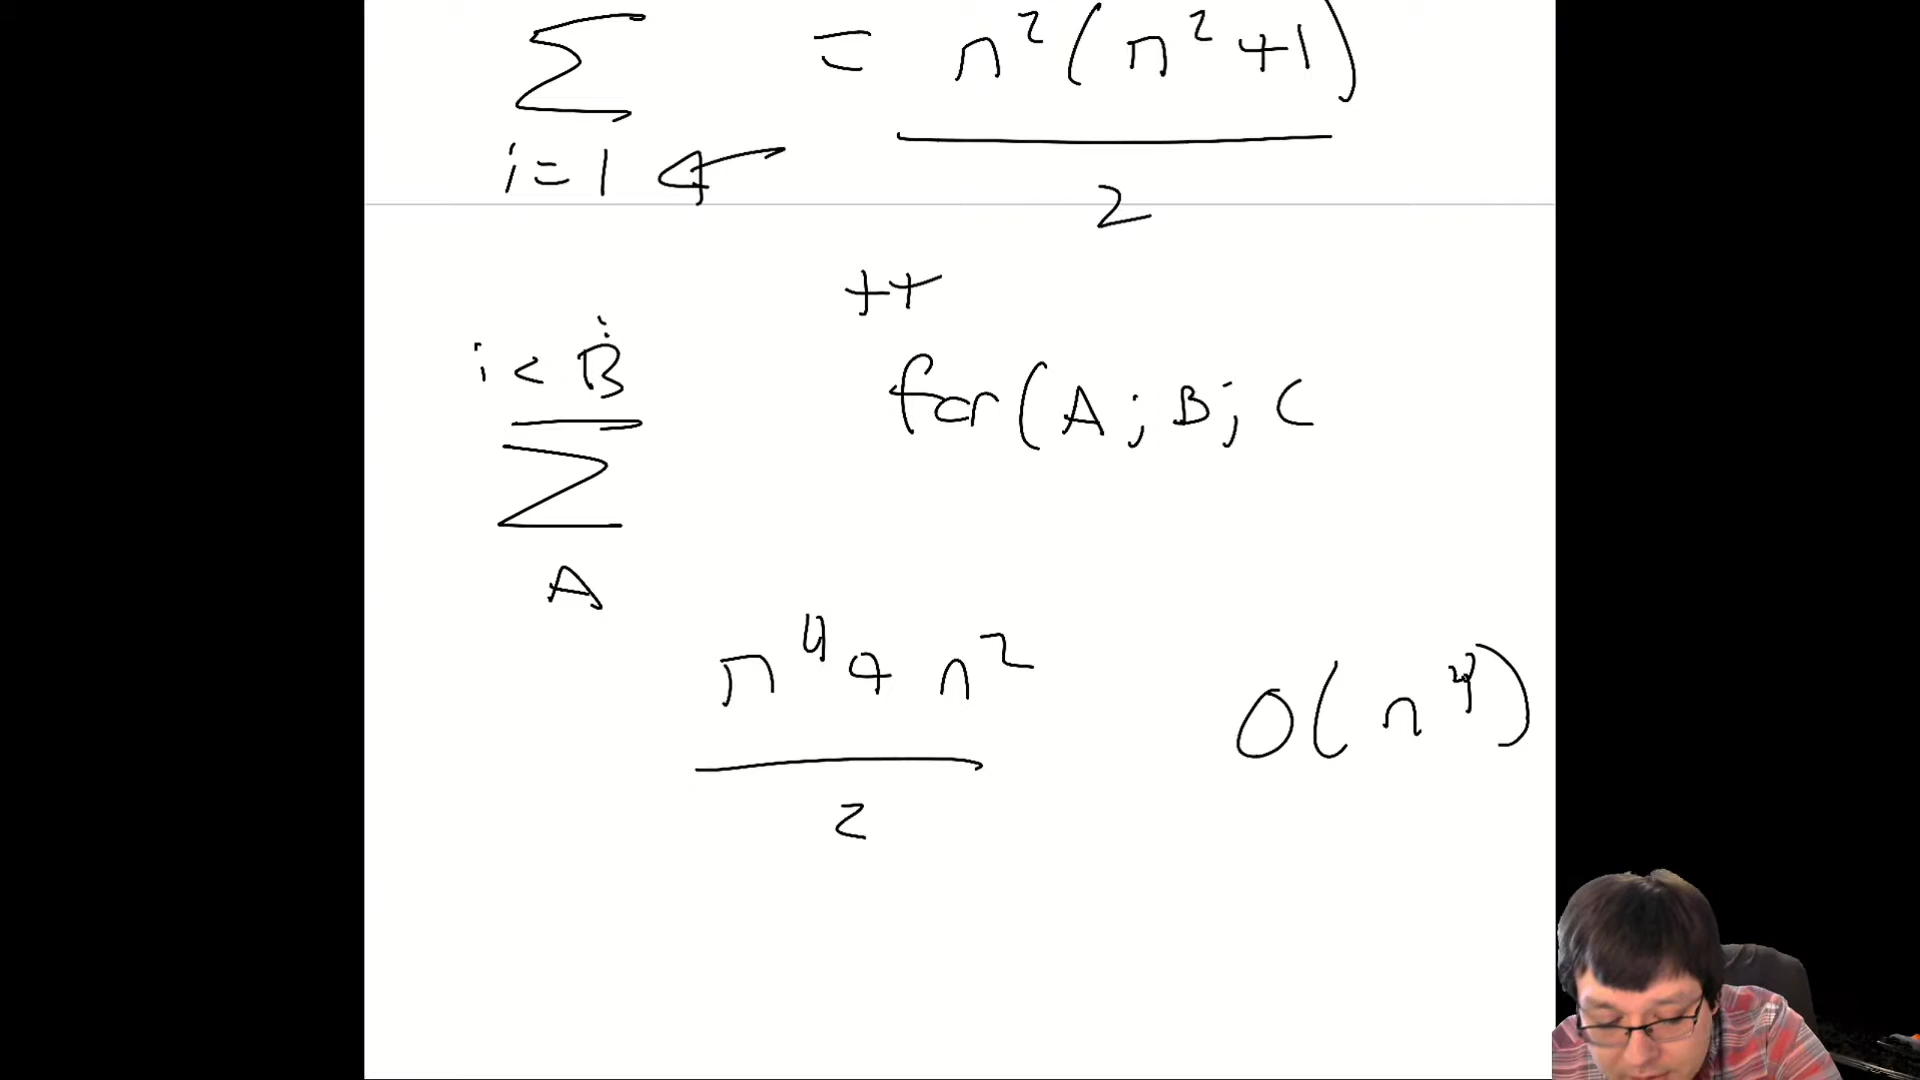 ∑ = n²(n²+1)
i=1
2
++
i < B
for(A; B; C
∑
A
n⁴ + n² O(n⁴)
2